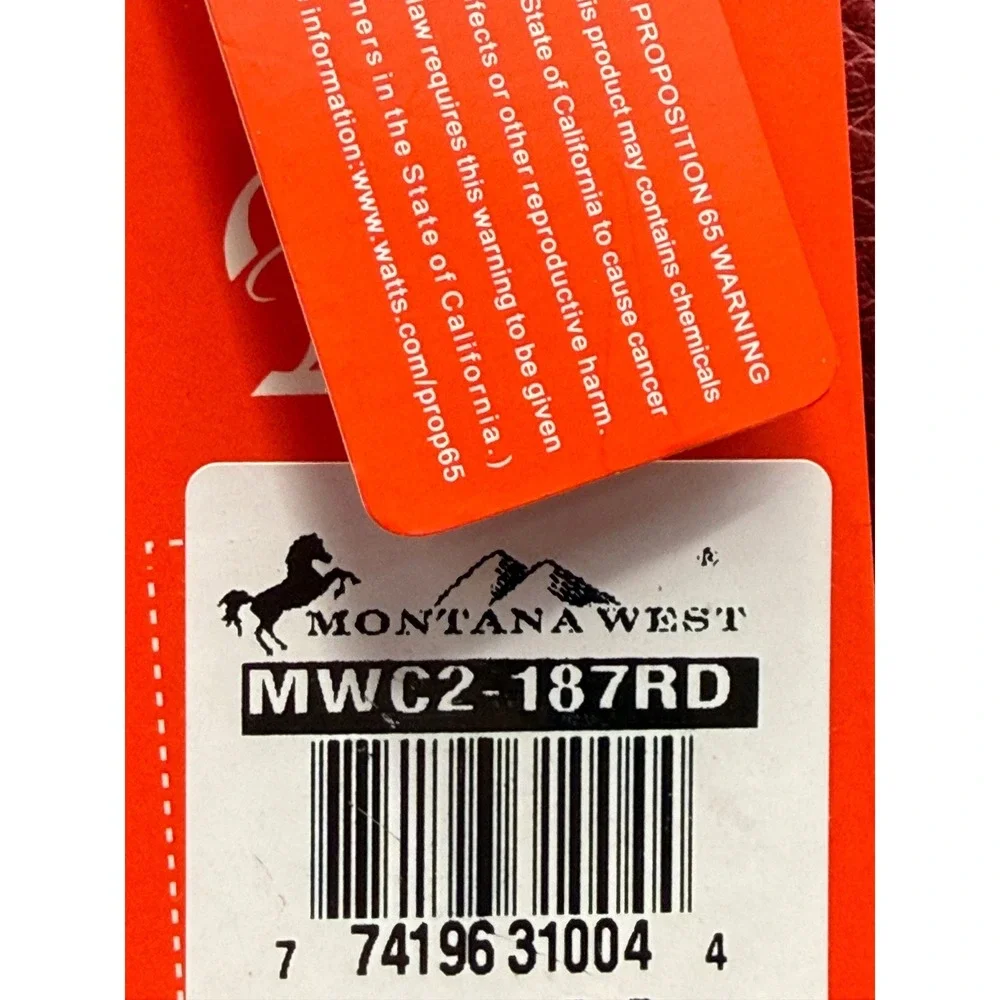 PROPOSITION 65 WARNING
is product may contains chemicals
State of California to cause cancer
fects or other reproductive harm.
law requires this warning to be given
mers in the State of California.)
information:www.watts.com/prop65
MONTANA WEST
MWC2-187RD
7 74196 31004 4